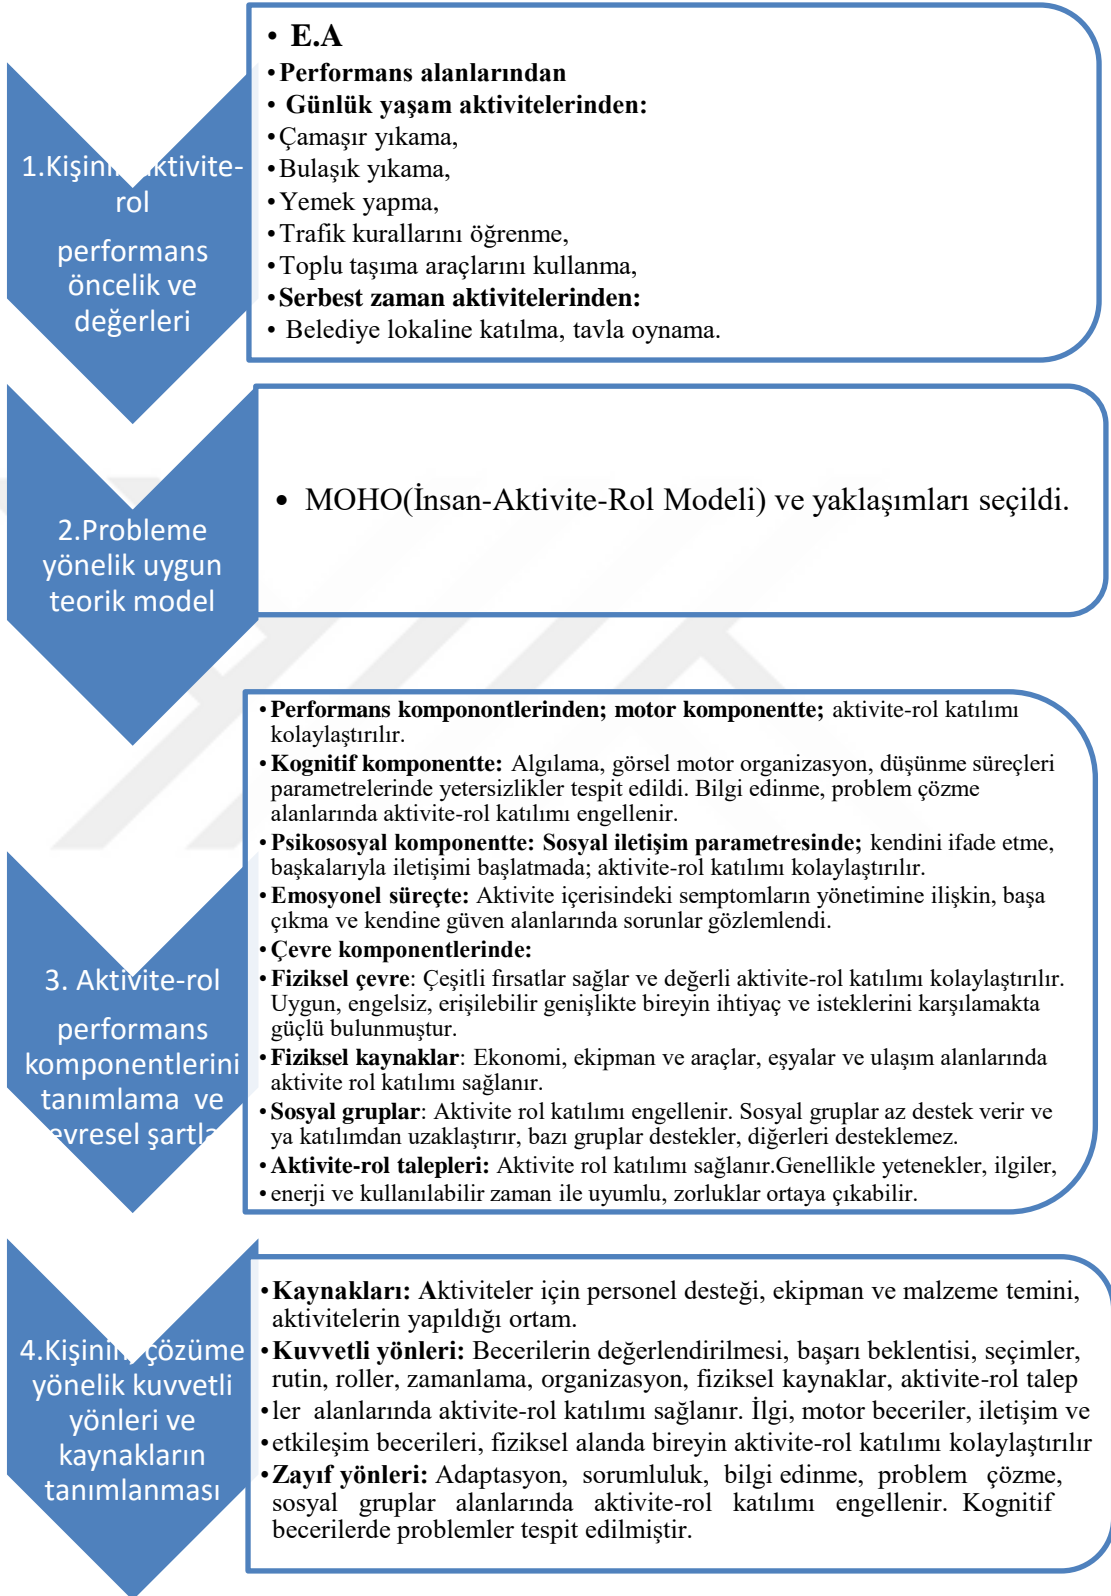 • E.A
• Performans alanlarından
• Günlük yaşam aktivitelerinden:
• Çamaşır yıkama,
• Bulaşık yıkama,
• Yemek yapma,
• Trafik kurallarını öğrenme,
• Toplu taşıma araçlarını kullanma,
• Serbest zaman aktivitelerinden:
• Belediye lokaline katılma, tavla oynama.
1.Kişinin aktivite-
rol
performans
öncelik ve
değerleri
• MOHO(İnsan-Aktivite-Rol Modeli) ve yaklaşımları seçildi.
2.Probleme
yönelik uygun
teorik model
• Performans komponontlerinden; motor komponentte; aktivite-rol katılımı
kolaylaştırılır.
• Kognitif komponentte: Algılama, görsel motor organizasyon, düşünme süreçleri
parametrelerinde yetersizlikler tespit edildi. Bilgi edinme, problem çözme
alanlarında aktivite-rol katılımı engellenir.
• Psikososyal komponentte: Sosyal iletişim parametresinde; kendini ifade etme,
başkalarıyla iletişimi başlatmada; aktivite-rol katılımı kolaylaştırılır.
• Emosyonel süreçte: Aktivite içerisindeki semptomların yönetimine ilişkin, başa
çıkma ve kendine güven alanlarında sorunlar gözlemlendi.
• Çevre komponentlerinde:
• Fiziksel çevre: Çeşitli fırsatlar sağlar ve değerli aktivite-rol katılımı kolaylaştırılır.
Uygun, engelsiz, erişilebilir genişlikte bireyin ihtiyaç ve isteklerini karşılamakta
güçlü bulunmuştur.
• Fiziksel kaynaklar: Ekonomi, ekipman ve araçlar, eşyalar ve ulaşım alanlarında
aktivite rol katılımı sağlanır.
• Sosyal gruplar: Aktivite rol katılımı engellenir. Sosyal gruplar az destek verir ve
ya katılımdan uzaklaştırır, bazı gruplar destekler, diğerleri desteklemez.
• Aktivite-rol talepleri: Aktivite rol katılımı sağlanır.Genellikle yetenekler, ilgiler,
• enerji ve kullanılabilir zaman ile uyumlu, zorluklar ortaya çıkabilir.
3. Aktivite-rol
performans
komponentlerini
tanımlama ve
evresel şartla
• Kaynakları: Aktiviteler için personel desteği, ekipman ve malzeme temini,
aktivitelerin yapıldığı ortam.
• Kuvvetli yönleri: Becerilerin değerlendirilmesi, başarı beklentisi, seçimler,
rutin, roller, zamanlama, organizasyon, fiziksel kaynaklar, aktivite-rol talep
• ler alanlarında aktivite-rol katılımı sağlanır. İlgi, motor beceriler, iletişim ve
• etkileşim becerileri, fiziksel alanda bireyin aktivite-rol katılımı kolaylaştırılır
• Zayıf yönleri: Adaptasyon, sorumluluk, bilgi edinme, problem çözme,
sosyal gruplar alanlarında aktivite-rol katılımı engellenir. Kognitif
becerilerde problemler tespit edilmiştir.
4.Kişinin, çözüme
yönelik kuvvetli
yönleri ve
kaynakların
tanımlanması